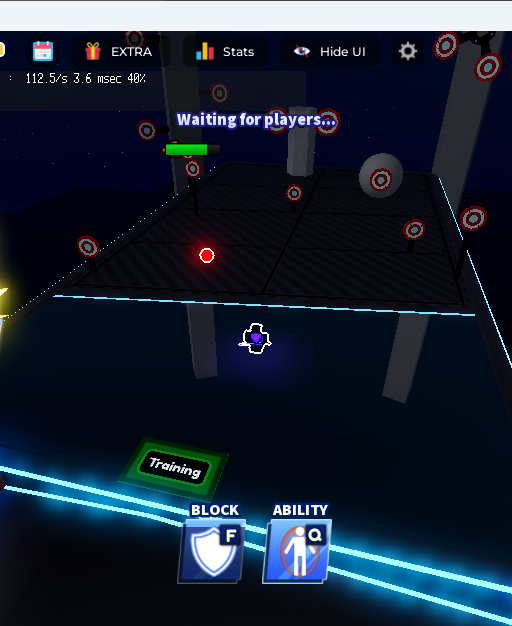 EXTRA
Stats
Hide UI
: 112.5/s 3.6 msec 40%
Waiting for players...
Training
BLOCK
ABILITY
F
Q